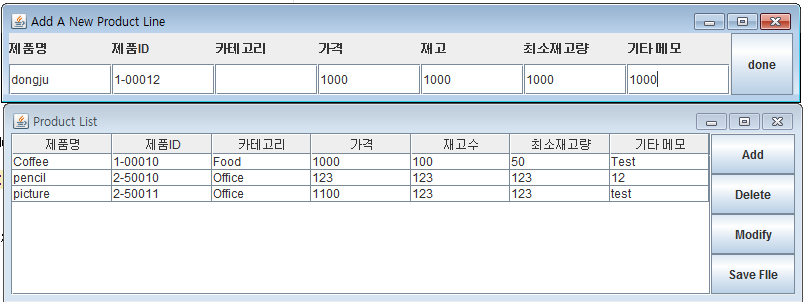 Add A New Product Line
제품명 제품ID 카테고리 가격 재고 최소재고량 기타 메모
dongju 1-00012 1000 1000 1000 1000
done
Product List
제품명 제품ID 카테고리 가격 재고수 최소재고량 기타 메모
Coffee 1-00010 Food 1000 100 50 Test
pencil 2-50010 Office 123 123 123 12
picture 2-50011 Office 1100 123 123 test
Add
Delete
Modify
Save FIle